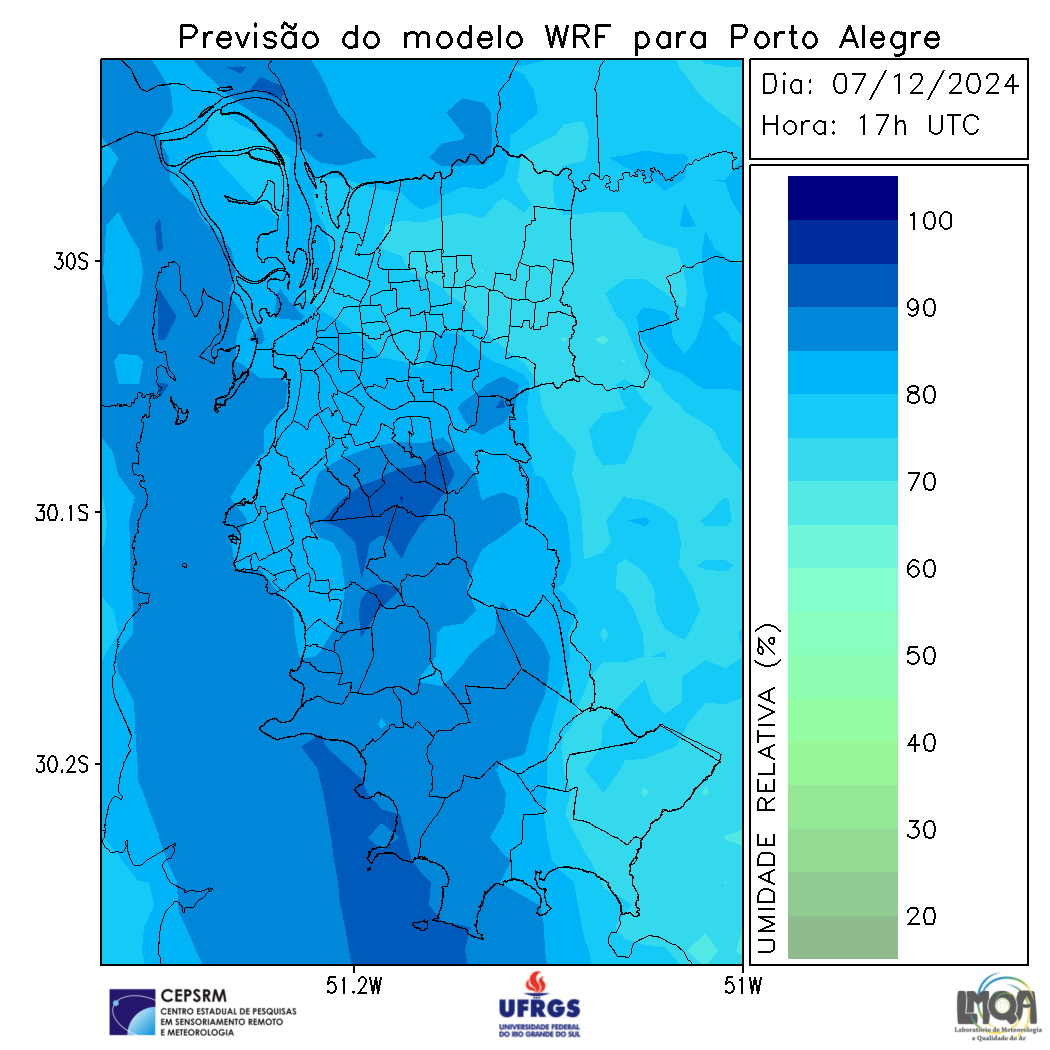 Previsão do modelo WRF para Porto Alegre
Dia: 07/12/2024
Hora: 17h UTC
30S
30.1S
30.2S
51.2W
51W
100
90
80
70
60
50
40
30
20
UMIDADE RELATIVA (%)
CEPSRM
CENTRO ESTADUAL DE PESQUISAS
EM SENSORIAMENTO REMOTO
E METEOROLOGIA
UFRGS
UNIVERSIDADE FEDERAL
DO RIO GRANDE DO SUL
LMQA
Laboratório de Meteorologia
e Qualidade do Ar